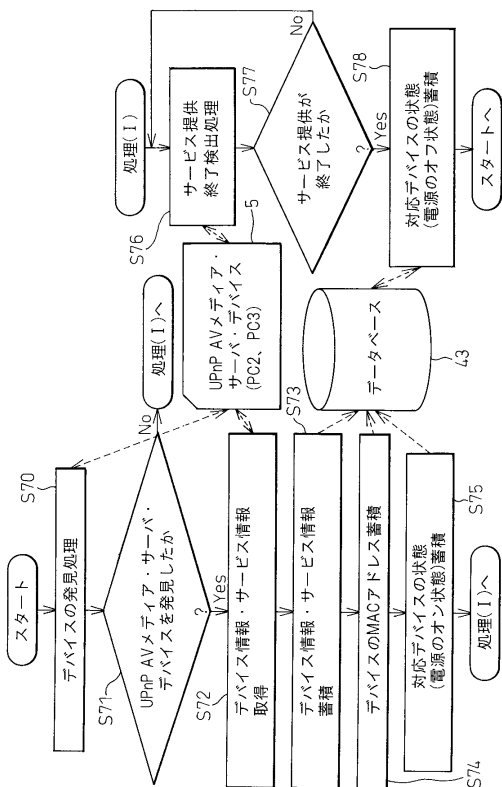 スタート
S70
デバイスの発見処理
S71
UPnP AVメディア・サーバ・
デバイスを発見したか
?
No
処理(I)へ
Yes
S72
デバイス情報・サービス情報
取得
S73
デバイス情報・サービス情報
蓄積
デバイスのMACアドレス蓄積
S74
対応デバイスの状態
(電源のオン状態)蓄積
S75
処理(I)へ
5
UPnP AVメディア・
サーバ・デバイス
(PC2、PC3)
データベース
43
処理(I)
S76
サービス提供
終了検出処理
S77
サービス提供が
終了したか
?
No
Yes
S78
対応デバイスの状態
(電源のオフ状態)蓄積
スタートへ